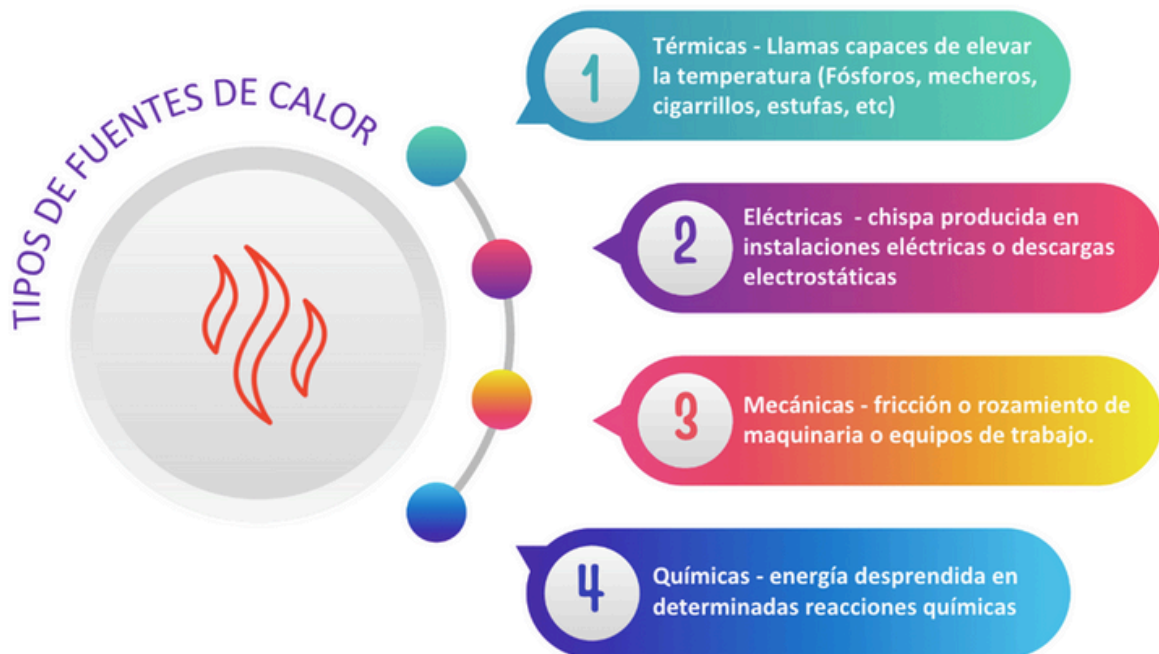 TIPOS DE FUENTES DE CALOR
1
Térmicas - Llamas capaces de elevar
la temperatura (Fósforos, mecheros,
cigarrillos, estufas, etc)
2
Eléctricas - chispa producida en
instalaciones eléctricas o descargas
electrostáticas
3
Mecánicas - fricción o rozamiento de
maquinaria o equipos de trabajo.
4
Químicas - energía desprendida en
determinadas reacciones químicas